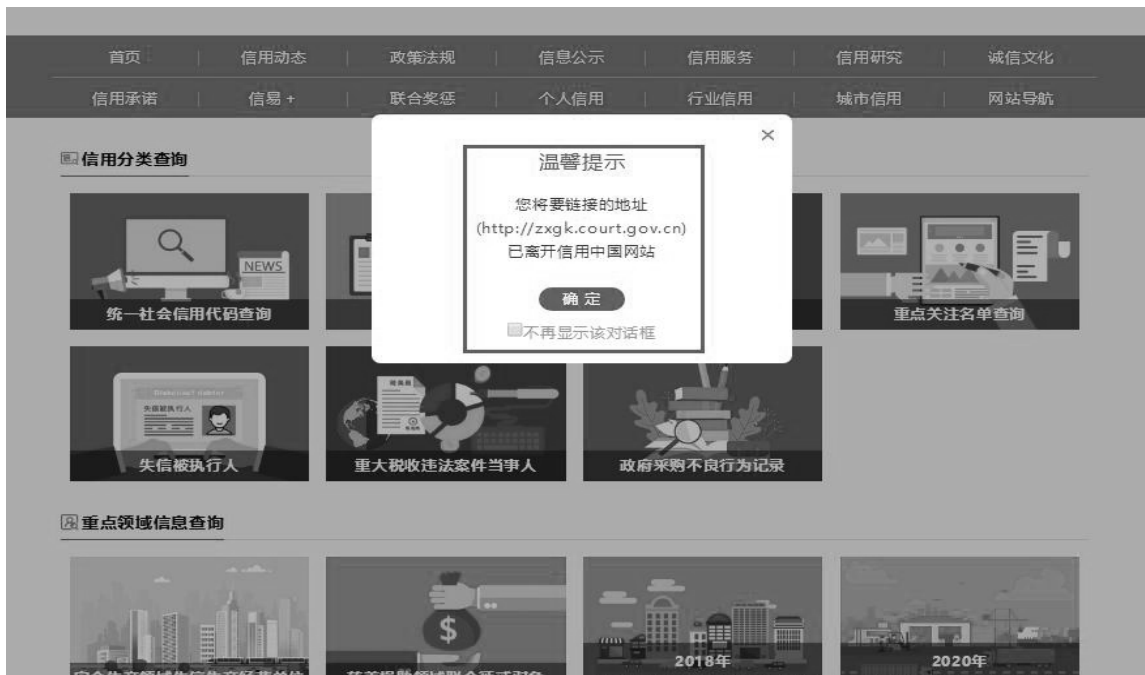 首页 信用动态 政策法规 信息公示 信用服务 信用研究 诚信文化
信用承诺 信易+ 联合奖惩 个人信用 行业信用 城市信用 网站导航
×
温馨提示
您将要链接的地址
(http://zxgk.court.gov.cn)
已离开信用中国网站
确定
不再显示该对话框
信用分类查询
NEWS
统一社会信用代码查询
重点关注名单查询
失信被执行人
失信被执行人
重大税收违法案件当事人
政府采购不良行为记录
重点领域信息查询
$
2018年
2020年